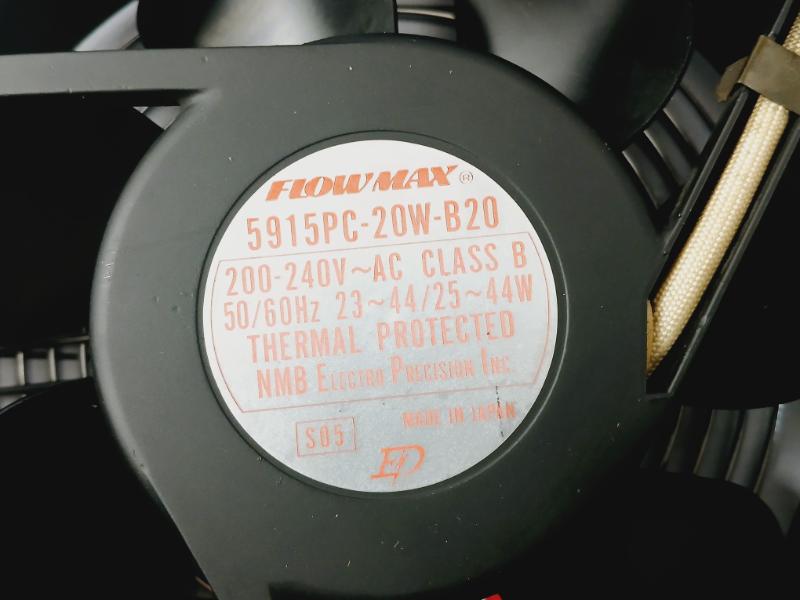 FLOWMAX®
5915PC-20W-B20
200-240V~AC CLASS B
50/60Hz 23~44/25~44W
THERMAL PROTECTED
NMB ELECTRO PRECISION INC.
S05 MADE IN JAPAN
EP